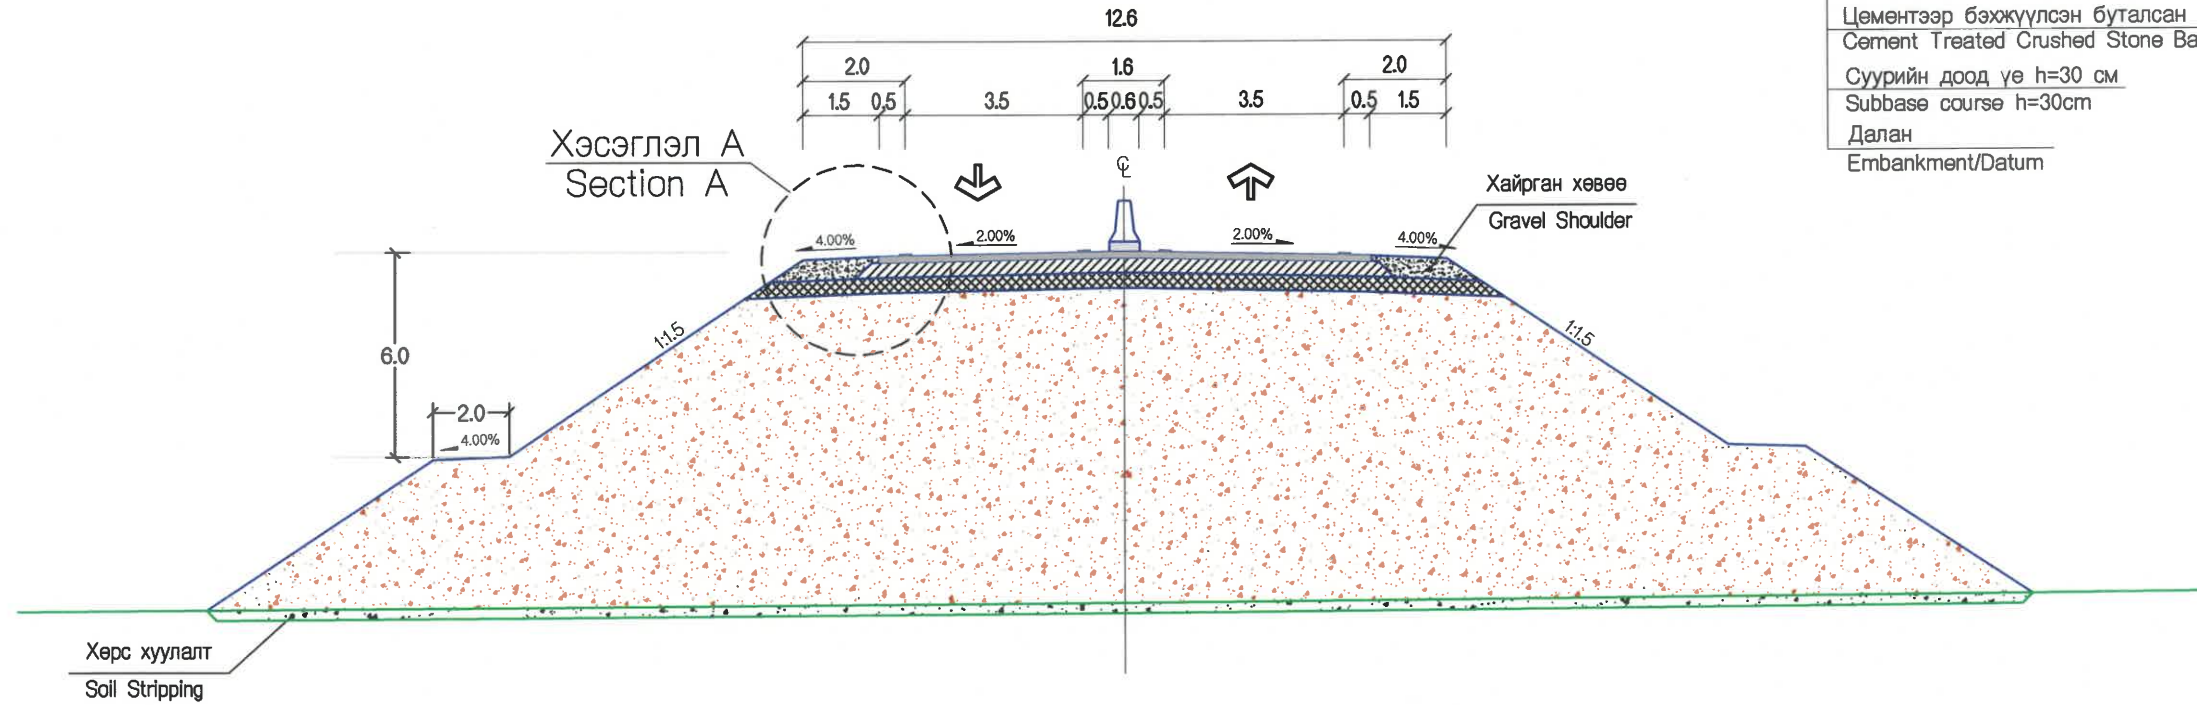 12.6
2.0 1.6 2.0
1.5 0.5 3.5 0.5 0.6 0.5 3.5 0.5 1.5
Цементээр бэхжүүлсэн буталсан
Cement Treated Crushed Stone Ba
Суурийн доод үе h=30 см
Subbase course h=30cm
Далан
Embankment/Datum
Хэсэглэл А
Section A
℄
Хайрган хөвөө
Gravel Shoulder
4.00% 2.00% 2.00% 4.00%
1:1.5 1:1.5
6.0
2.0
4.00%
Хөрс хуулалт
Soil Stripping